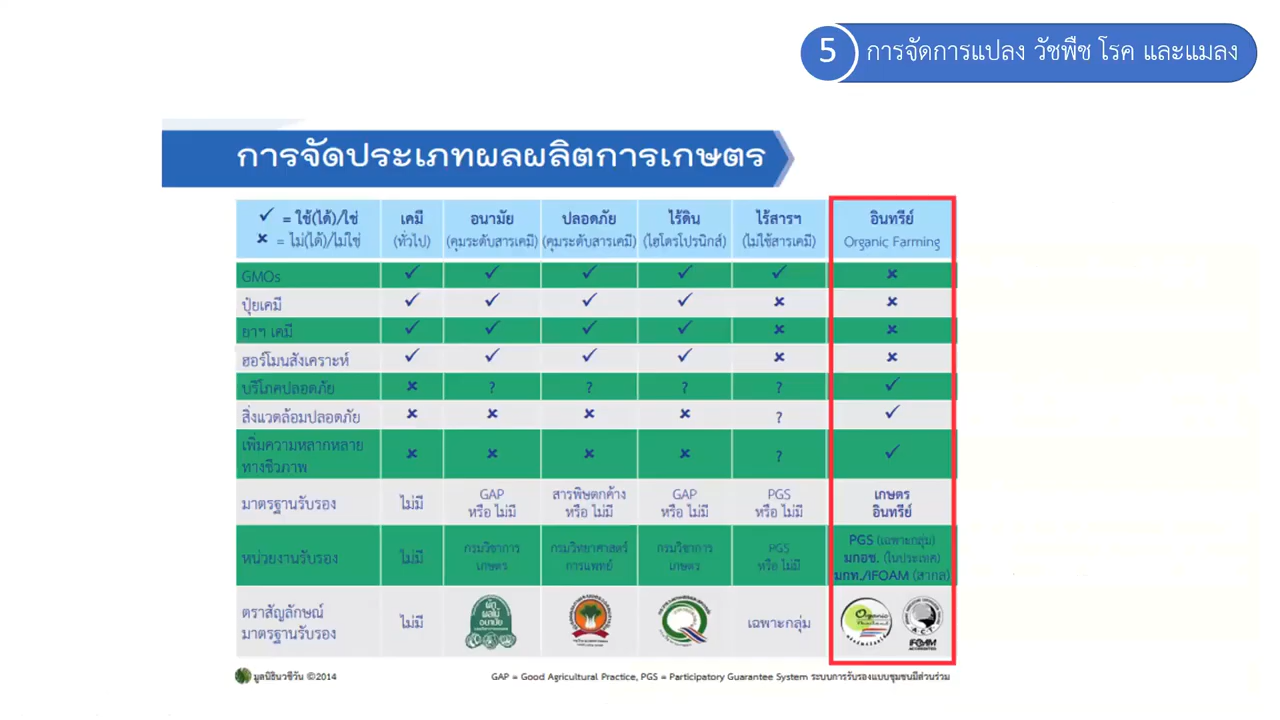 5 การจัดการแปลง วัชพืช โรค และแมลง
การจัดประเภทผลผลิตการเกษตร
✓ = ใช้(ได้)/ใช่ เคมี อนามัย ปลอดภัย ไร้ดิน ไร้สารฯ อินทรีย์
✗ = ไม่(ได้)/ไม่ใช่ (ทั่วไป) (คุมระดับสารเคมี) (คุมระดับสารเคมี) (ไฮโดรโปรนิกส์) (ไม่ใช้สารเคมี) Organic Farming
GMOs ✓ ✓ ✓ ✓ ✓ ✗
ปุ๋ยเคมี ✓ ✓ ✓ ✓ ✗ ✗
ยาฯ เคมี ✓ ✓ ✓ ✓ ✗ ✗
ฮอร์โมนสังเคราะห์ ✓ ✓ ✓ ✓ ✗ ✗
บริโภคปลอดภัย ✗ ? ? ? ? ✓
สิ่งแวดล้อมปลอดภัย ✗ ✗ ✗ ✗ ? ✓
เพิ่มความหลากหลาย
ทางชีวภาพ ✗ ✗ ✗ ✗ ? ✓
มาตรฐานรับรอง ไม่มี GAP สารพิษตกค้าง GAP PGS เกษตร
หรือ ไม่มี หรือ ไม่มี หรือ ไม่มี หรือ ไม่มี อินทรีย์
หน่วยงานรับรอง ไม่มี กรมวิชาการ กรมวิทยาศาสตร์ กรมวิชาการ PGS PGS (เฉพาะกลุ่ม)
เกษตร การแพทย์ เกษตร หรือ ไม่มี มกอช. (ในประเทศ)
มกท./IFOAM (สากล)
ตราสัญลักษณ์
มาตรฐานรับรอง ไม่มี ผัก ผลไม้ อนามัย Q เฉพาะกลุ่ม Organic Thailand ACT IFOAM ACCREDITED
มูลนิธินวชีวัน ©2014 GAP = Good Agricultural Practice, PGS = Participatory Guarantee System ระบบการรับรองแบบชุมชนมีส่วนร่วม